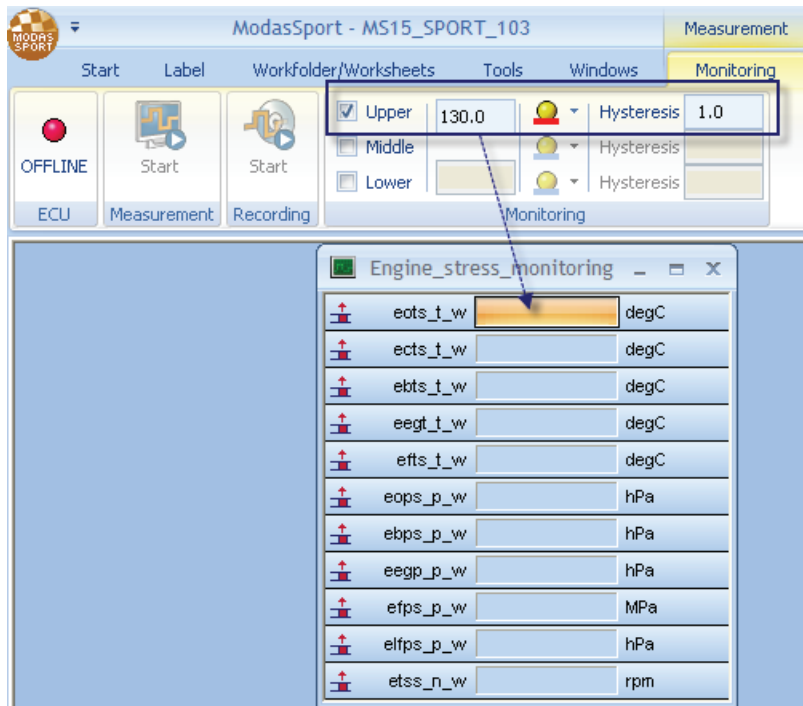 MODAS SPORT
ModasSport - MS15_SPORT_103
Measurement
Start Label Workfolder/Worksheets Tools Windows Monitoring
Upper 130.0 Hysteresis 1.0
Middle Hysteresis
Lower Hysteresis
OFFLINE Start Start
ECU Measurement Recording Monitoring
Engine_stress_monitoring
eots_t_w degC
ects_t_w degC
ebts_t_w degC
eegt_t_w degC
efts_t_w degC
eops_p_w hPa
ebps_p_w hPa
eegp_p_w hPa
efps_p_w MPa
elfps_p_w hPa
etss_n_w rpm